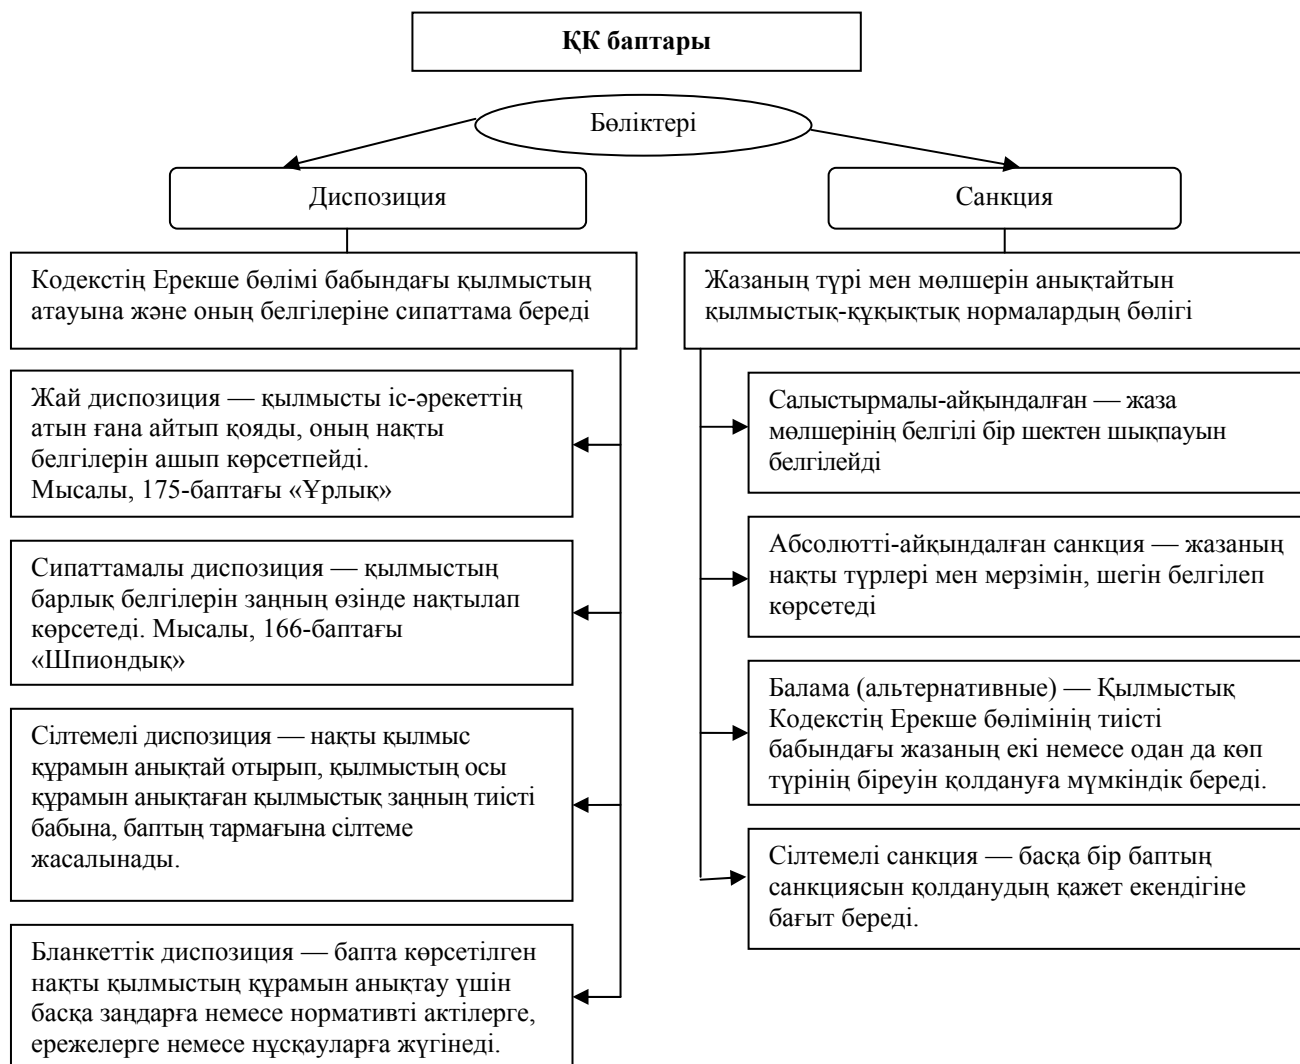 ҚК баптары
Бөліктері
Диспозиция
Санкция
Кодекстің Ерекше бөлімі бабындағы қылмыстың
атауына және оның белгілеріне сипаттама береді
Жай диспозиция — қылмысты іс-әрекеттің
атын ғана айтып қояды, оның нақты
белгілерін ашып көрсетпейді.
Мысалы, 175-баптағы «Ұрлық»
Сипаттамалы диспозиция — қылмыстың
барлық белгілерін заңның өзінде нақтылап
көрсетеді. Мысалы, 166-баптағы
«Шпиондық»
Сілтемелі диспозиция — нақты қылмыс
құрамын анықтай отырып, қылмыстың осы
құрамын анықтаған қылмыстық заңның тиісті
бабына, баптың тармағына сілтеме
жасалынады.
Бланкеттік диспозиция — бапта көрсетілген
нақты қылмыстың құрамын анықтау үшін
басқа заңдарға немесе нормативті актілерге,
ережелерге немесе нұсқауларға жүгінеді.
Жазаның түрі мен мөлшерін анықтайтын
қылмыстық-құқықтық нормалардың бөлігі
Салыстырмалы-айқындалған — жаза
мөлшерінің белгілі бір шектен шықпауын
белгілейді
Абсолютті-айқындалған санкция — жазаның
нақты түрлері мен мерзімін, шегін белгілеп
көрсетеді
Балама (альтернативные) — Қылмыстық
Кодекстің Ерекше бөлімінің тиісті
бабындағы жазаның екі немесе одан да көп
түрінің біреуін қолдануға мүмкіндік береді.
Сілтемелі санкция — басқа бір баптың
санкциясын қолданудың қажет екендігіне
бағыт береді.